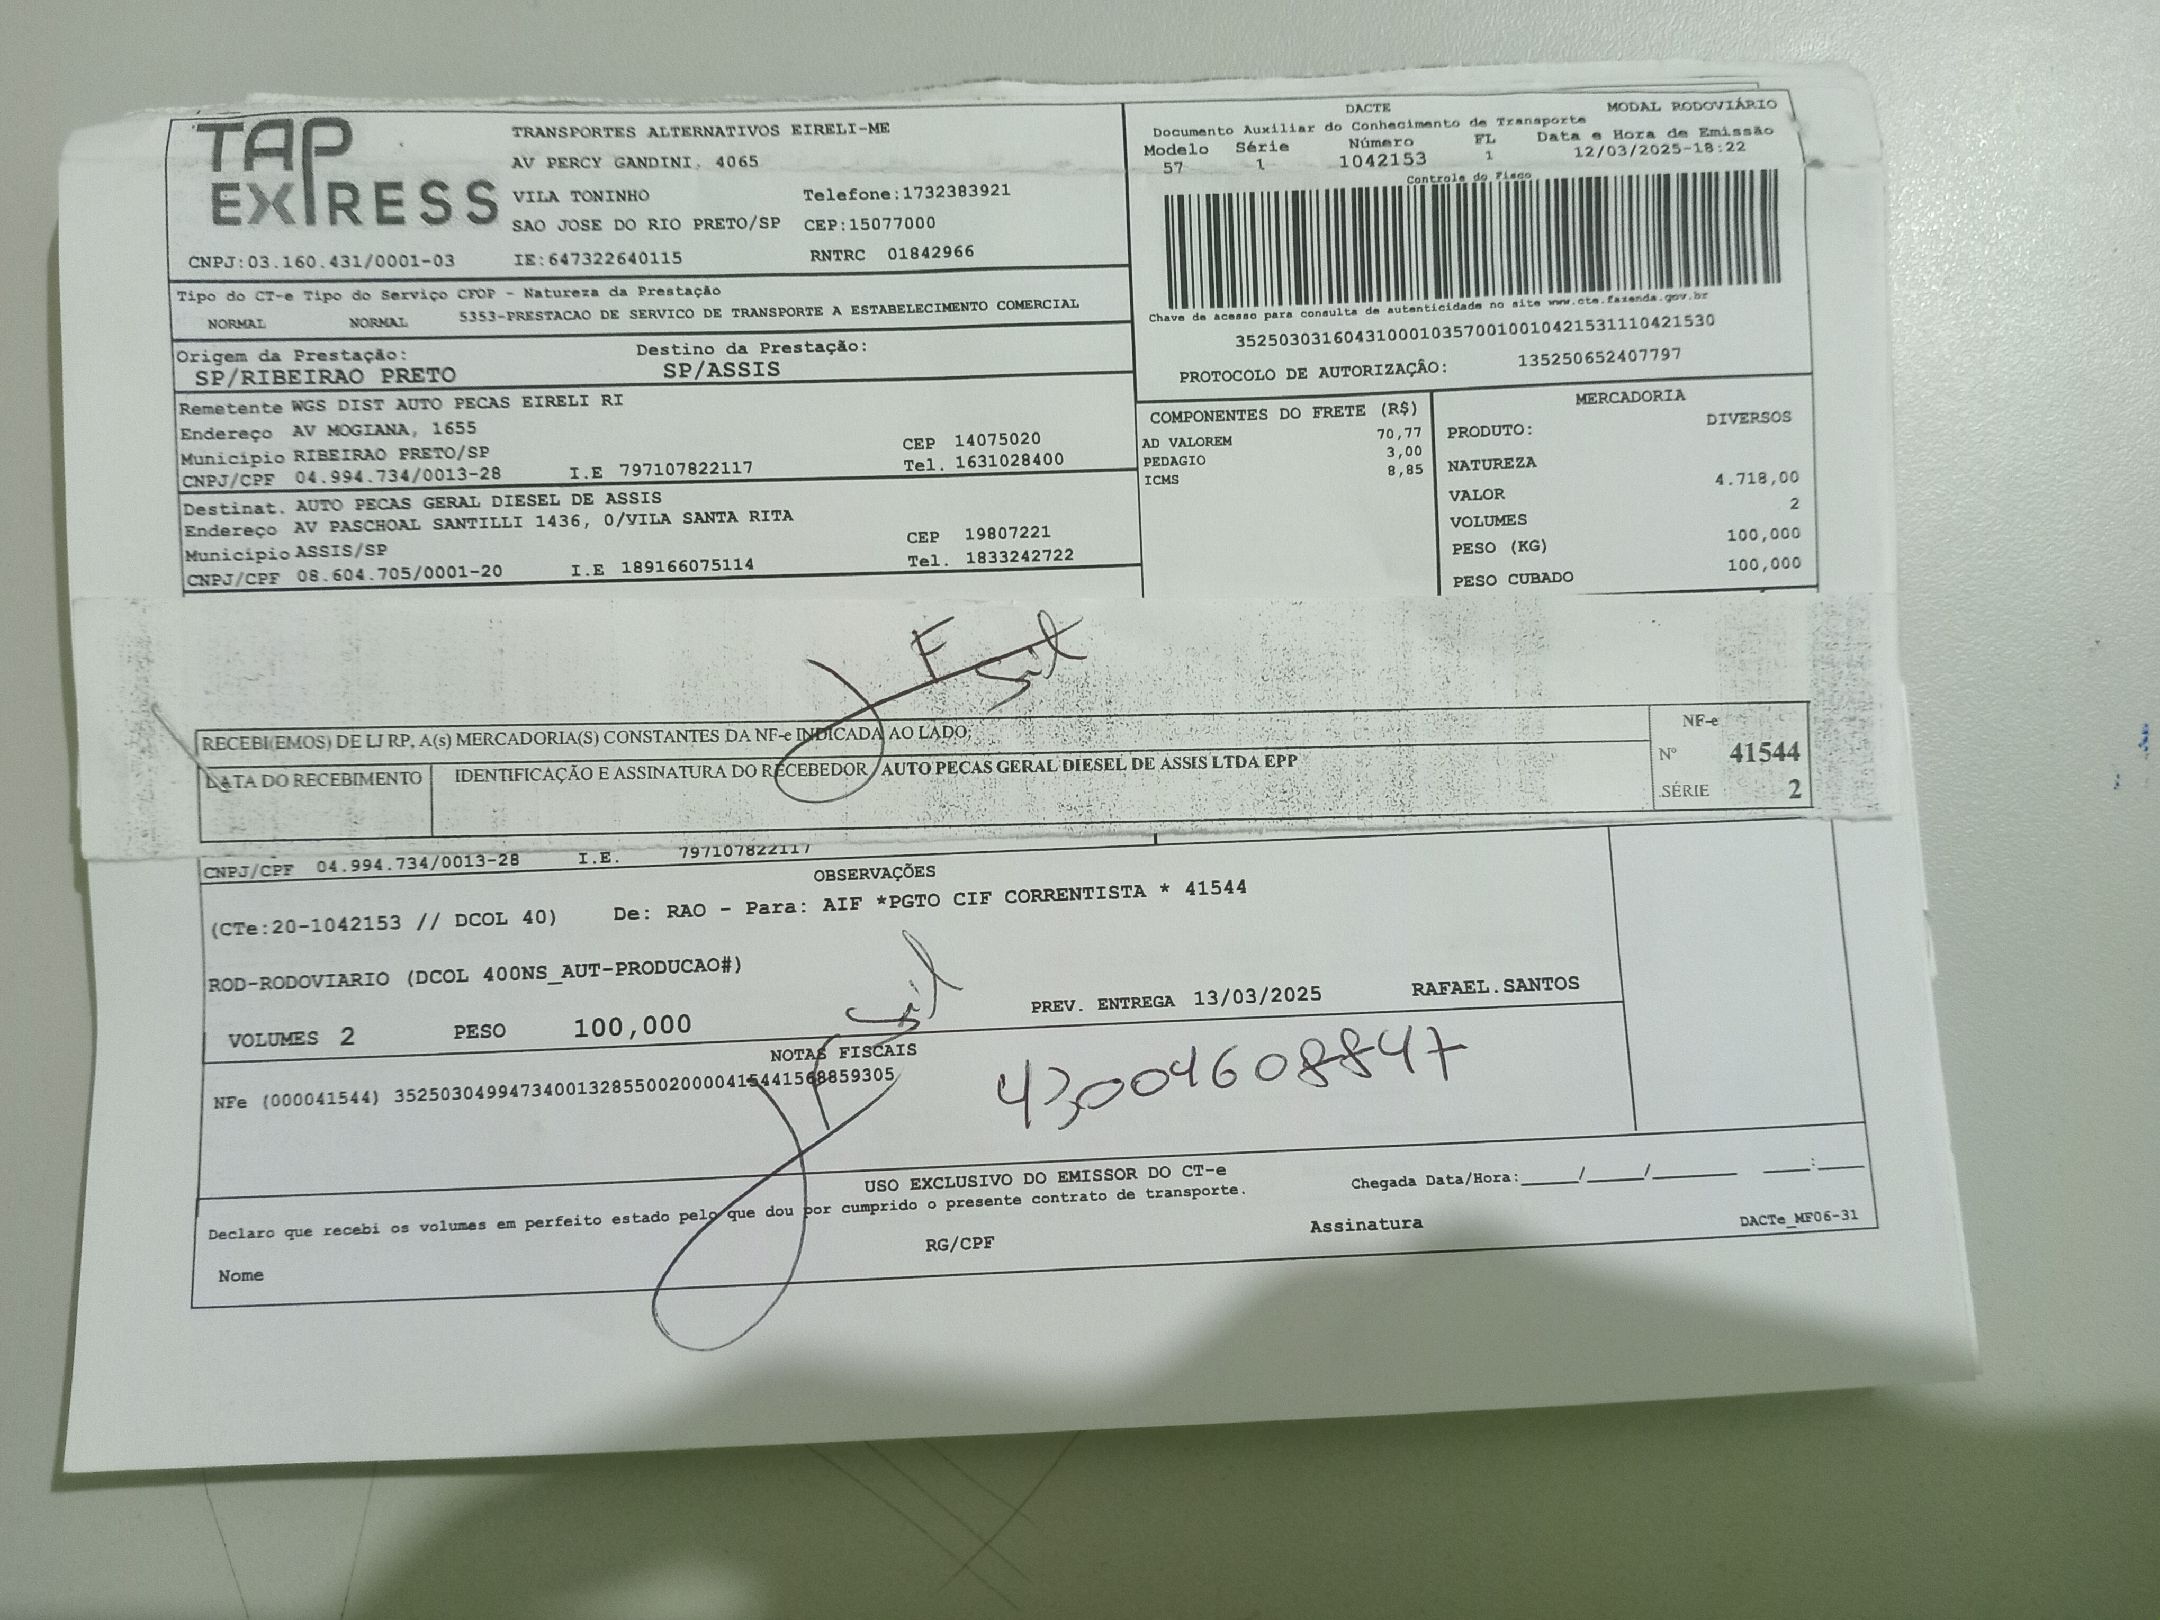 TAP EXPRESS
TRANSPORTES ALTERNATIVOS EIRELI-ME
AV PERCY GANDINI, 4065
VILA TONINHO Telefone:1732383921
SAO JOSE DO RIO PRETO/SP CEP:15077000
CNPJ:03.160.431/0001-03 IE:647322640115 RNTRC 01842966
DACTE MODAL RODOVIÁRIO
Documento Auxiliar do Conhecimento de Transporte
Modelo Série Número FL Data e Hora de Emissão
57 1 1042153 1 12/03/2025-18:22
Controle do Fisco
Chave de acesso para consulta de autenticidade no site www.cte.fazenda.gov.br
35250303160431000103570010010421531110421530
PROTOCOLO DE AUTORIZAÇÂO: 135250652407797
Tipo do CT-e Tipo do Serviço CFOP - Natureza da Prestação
NORMAL NORMAL 5353-PRESTACAO DE SERVICO DE TRANSPORTE A ESTABELECIMENTO COMERCIAL
Origem da Prestação: Destino da Prestação:
SP/RIBEIRAO PRETO SP/ASSIS
Remetente WGS DIST AUTO PECAS EIRELI RI
Endereço AV MOGIANA, 1655
Município RIBEIRAO PRETO/SP CEP 14075020
CNPJ/CPF 04.994.734/0013-28 I.E 797107822117 Tel. 1631028400
Destinat. AUTO PECAS GERAL DIESEL DE ASSIS
Endereço AV PASCHOAL SANTILLI 1436, 0/VILA SANTA RITA
Município ASSIS/SP CEP 19807221
CNPJ/CPF 08.604.705/0001-20 I.E 189166075114 Tel. 1833242722
COMPONENTES DO FRETE (R$)
AD VALOREM 70,77
PEDAGIO 3,00
ICMS 8,85
MERCADORIA
PRODUTO: DIVERSOS
NATUREZA
VALOR 4.718,00
VOLUMES 2
PESO (KG) 100,000
PESO CUBADO 100,000
RECEBI(EMOS) DE LJ RP, A(s) MERCADORIA(S) CONSTANTES DA NF-e INDICADA AO LADO;
DATA DO RECEBIMENTO IDENTIFICAÇÃO E ASSINATURA DO RECEBEDOR AUTO PECAS GERAL DIESEL DE ASSIS LTDA EPP
NF-e
Nº 41544
SÉRIE 2
CNPJ/CPF 04.994.734/0013-28 I.E. 797107822117
OBSERVAÇÕES
(CTe:20-1042153 // DCOL 40) De: RAO - Para: AIF *PGTO CIF CORRENTISTA * 41544
ROD-RODOVIARIO (DCOL 400NS_AUT-PRODUCAO#)
PREV. ENTREGA 13/03/2025 RAFAEL.SANTOS
VOLUMES 2 PESO 100,000
NOTAS FISCAIS
NFe (000041544) 35250304994734001328550020000415441568859305
43004608847
USO EXCLUSIVO DO EMISSOR DO CT-e
Declaro que recebi os volumes em perfeito estado pelo que dou por cumprido o presente contrato de transporte.
Chegada Data/Hora:_____/_____/_______ ____:____
Nome RG/CPF Assinatura DACTe_MF06-31